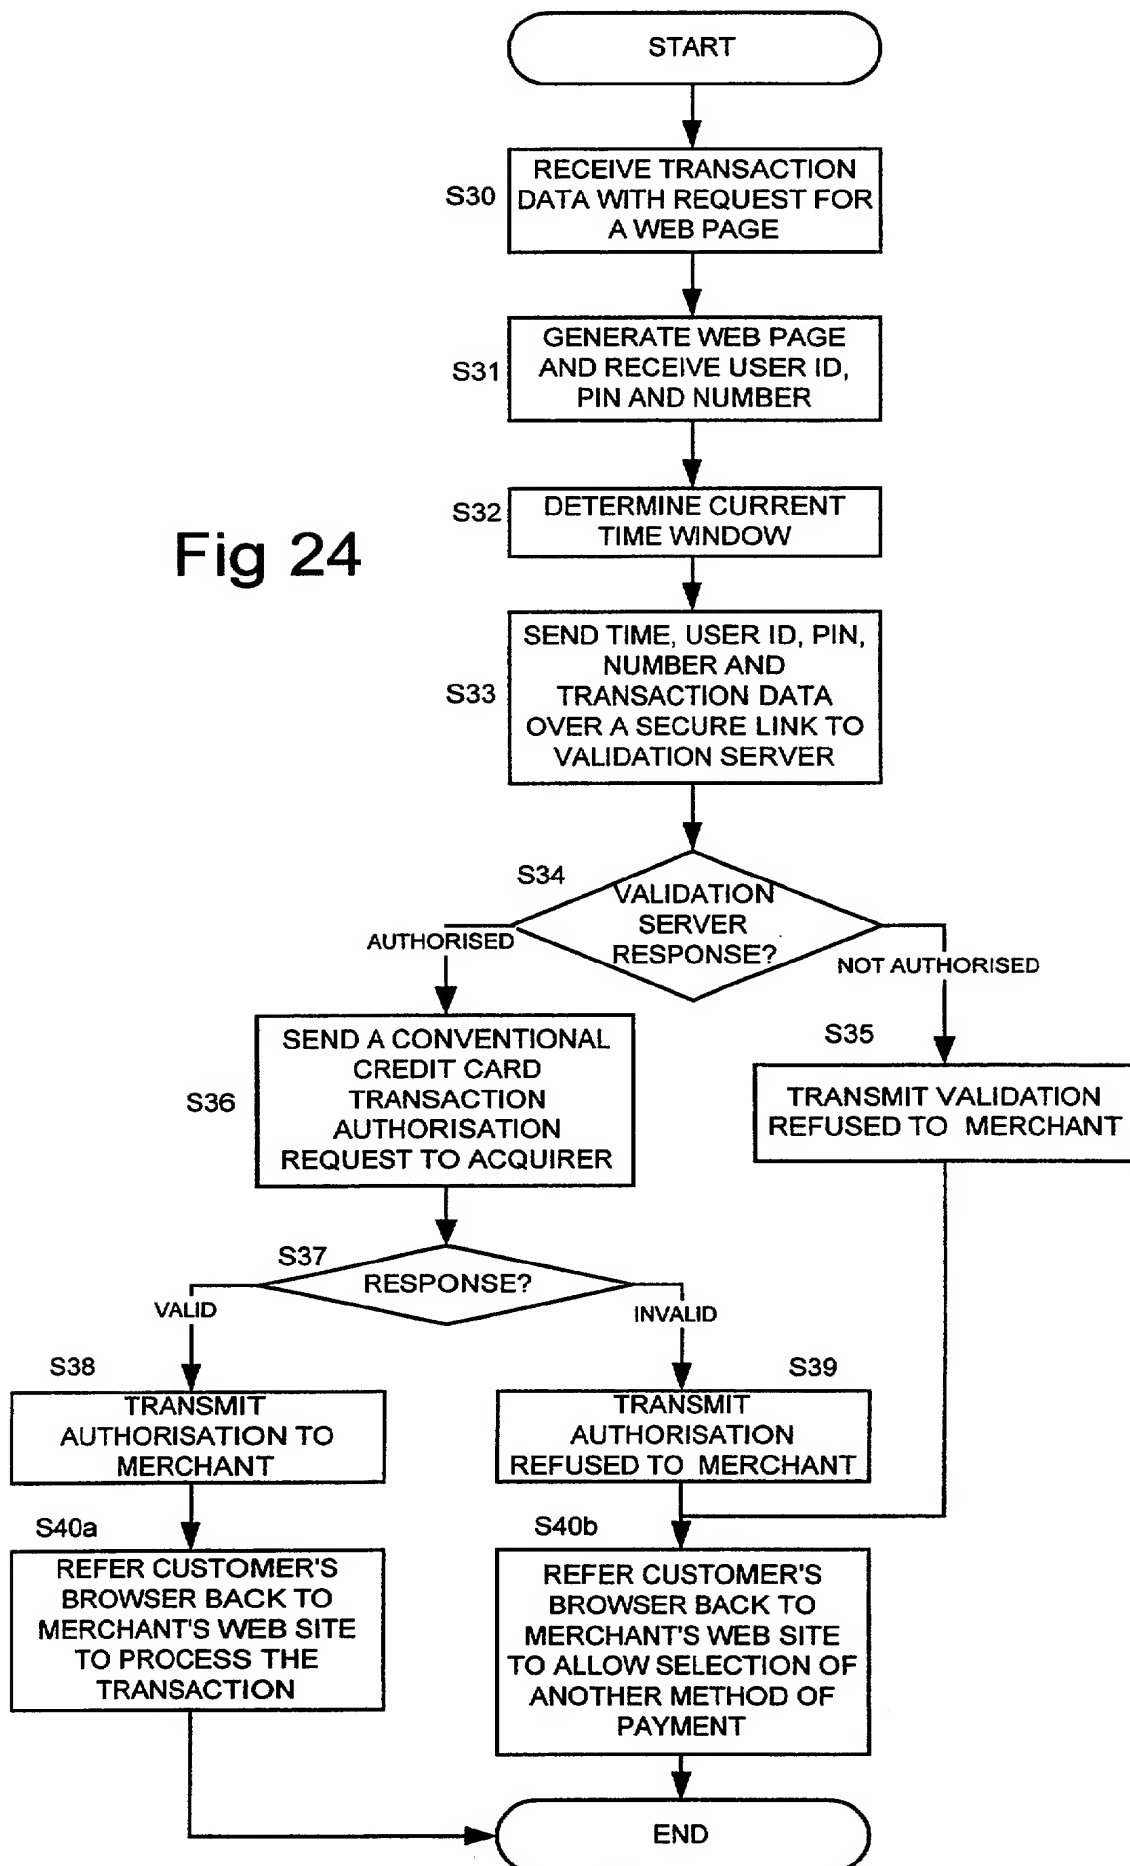 START
S30
RECEIVE TRANSACTION
DATA WITH REQUEST FOR
A WEB PAGE
S31
GENERATE WEB PAGE
AND RECEIVE USER ID,
PIN AND NUMBER
S32
DETERMINE CURRENT
TIME WINDOW
Fig 24
S33
SEND TIME, USER ID, PIN,
NUMBER AND
TRANSACTION DATA
OVER A SECURE LINK TO
VALIDATION SERVER
S34
VALIDATION
SERVER
RESPONSE?
AUTHORISED
NOT AUTHORISED
S36
SEND A CONVENTIONAL
CREDIT CARD
TRANSACTION
AUTHORISATION
REQUEST TO ACQUIRER
S35
TRANSMIT VALIDATION
REFUSED TO MERCHANT
S37
RESPONSE?
VALID
INVALID
S38
TRANSMIT
AUTHORISATION TO
MERCHANT
S39
TRANSMIT
AUTHORISATION
REFUSED TO MERCHANT
S40a
REFER CUSTOMER'S
BROWSER BACK TO
MERCHANT'S WEB SITE
TO PROCESS THE
TRANSACTION
S40b
REFER CUSTOMER'S
BROWSER BACK TO
MERCHANT'S WEB SITE
TO ALLOW SELECTION OF
ANOTHER METHOD OF
PAYMENT
END